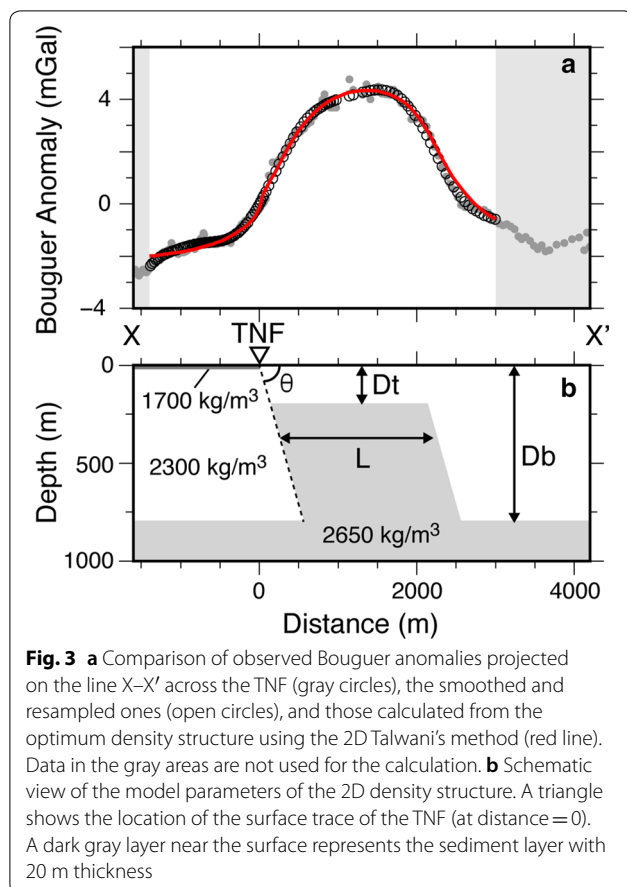 a
Bouguer Anomaly (mGal)
4
0
−4
X
TNF
X'
0
θ
Dt
b
1700 kg/m3
2300 kg/m3
L
Db
Depth (m)
500
2650 kg/m3
1000
0
2000
4000
Distance (m)
Fig. 3 a Comparison of observed Bouguer anomalies projected
on the line X–X′ across the TNF (gray circles), the smoothed and
resampled ones (open circles), and those calculated from the
optimum density structure using the 2D Talwani's method (red line).
Data in the gray areas are not used for the calculation. b Schematic
view of the model parameters of the 2D density structure. A triangle
shows the location of the surface trace of the TNF (at distance = 0).
A dark gray layer near the surface represents the sediment layer with
20 m thickness